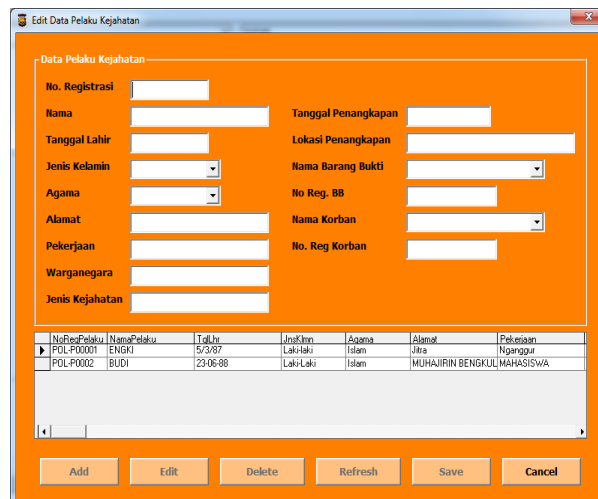 Edit Data Pelaku Kejahatan
Data Pelaku Kejahatan
No. Registrasi
Nama
Tanggal Penangkapan
Tanggal Lahir
Lokasi Penangkapan
Jenis Kelamin
Nama Barang Bukti
Agama
No Reg. BB
Alamat
Nama Korban
Pekerjaan
No. Reg Korban
Warganegara
Jenis Kejahatan
NoRegPelaku NamaPelaku TglLhr JnsKlmn Agama Alamat Pekerjaan
POL-P00001 ENGKI 5/3/87 Laki-laki Islam Jitra Nganggur
POL-P0002 BUDI 23-06-88 Laki-Laki Islam MUHAJIRIN BENGKUL MAHASISWA
Add Edit Delete Refresh Save Cancel